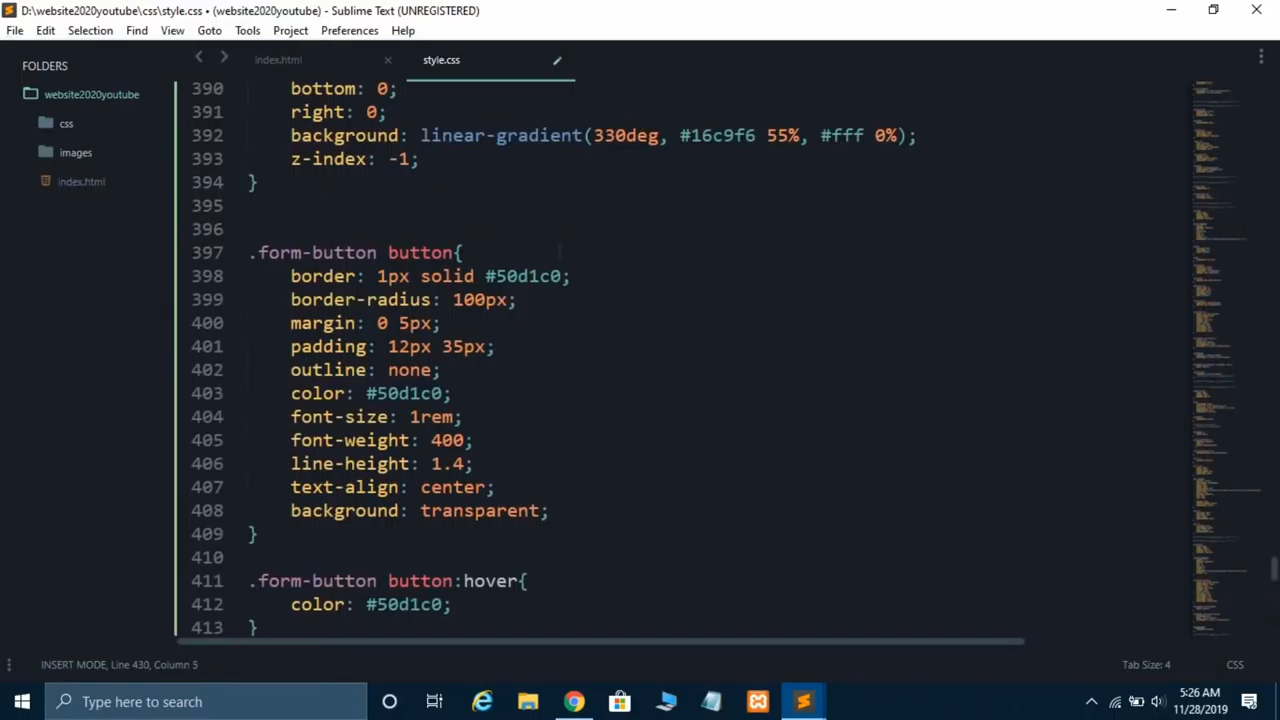 D:\website2020youtube\css\style.css • (website2020youtube) - Sublime Text (UNREGISTERED)
File Edit Selection Find View Goto Tools Project Preferences Help
FOLDERS
website2020youtube
css
images
index.html
index.html
style.css
390 bottom: 0;
391 right: 0;
392 background: linear-gradient(330deg, #16c9f6 55%, #fff 0%);
393 z-index: -1;
394 }
395
396
397 .form-button button{
398 border: 1px solid #50d1c0;
399 border-radius: 100px;
400 margin: 0 5px;
401 padding: 12px 35px;
402 outline: none;
403 color: #50d1c0;
404 font-size: 1rem;
405 font-weight: 400;
406 line-height: 1.4;
407 text-align: center;
408 background: transparent;
409 }
410
411 .form-button button:hover{
412 color: #50d1c0;
413 }
INSERT MODE, Line 430, Column 5
Tab Size: 4
CSS
Type here to search
5:26 AM
11/28/2019